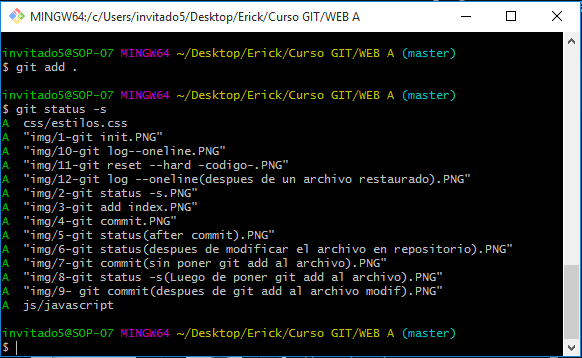 MINGW64:/c/Users/invitado5/Desktop/Erick/Curso GIT/WEB A
invitado5@SOP-07 MINGW64 ~/Desktop/Erick/Curso GIT/WEB A (master)
$ git add .
invitado5@SOP-07 MINGW64 ~/Desktop/Erick/Curso GIT/WEB A (master)
$ git status -s
A  css/estilos.css
A  "img/1-git init.PNG"
A  "img/10-git log--oneline.PNG"
A  "img/11-git reset --hard -codigo-.PNG"
A  "img/12-git log --oneline(despues de un archivo restaurado).PNG"
A  "img/2-git status -s.PNG"
A  "img/3-git add index.PNG"
A  "img/4-git commit.PNG"
A  "img/5-git status(after commit).PNG"
A  "img/6-git status(despues de modificar el archivo en repositorio).PNG"
A  "img/7-git commit(sin poner git add al archivo).PNG"
A  "img/8-git status -s(Luego de poner git add al archivo).PNG"
A  "img/9- git commit(despues de git add al archivo modif).PNG"
A  js/javascript
invitado5@SOP-07 MINGW64 ~/Desktop/Erick/Curso GIT/WEB A (master)
$